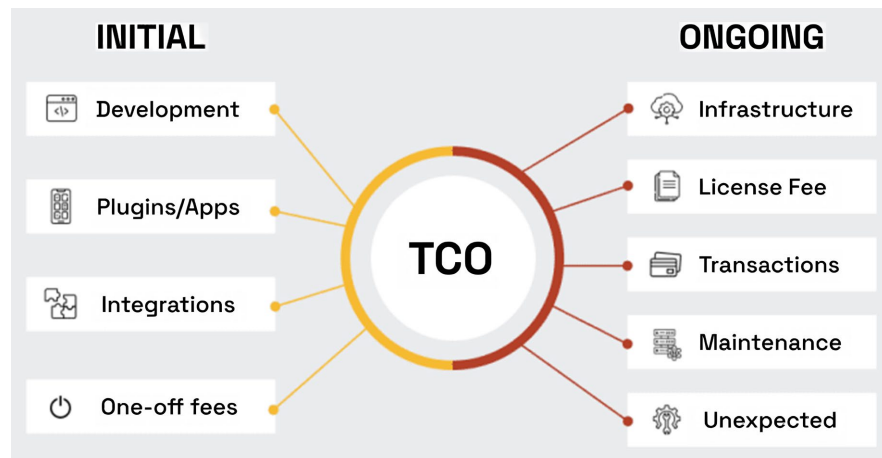 INITIAL
Development
Plugins/Apps
Integrations
One-off fees
TCO
ONGOING
Infrastructure
License Fee
Transactions
Maintenance
Unexpected